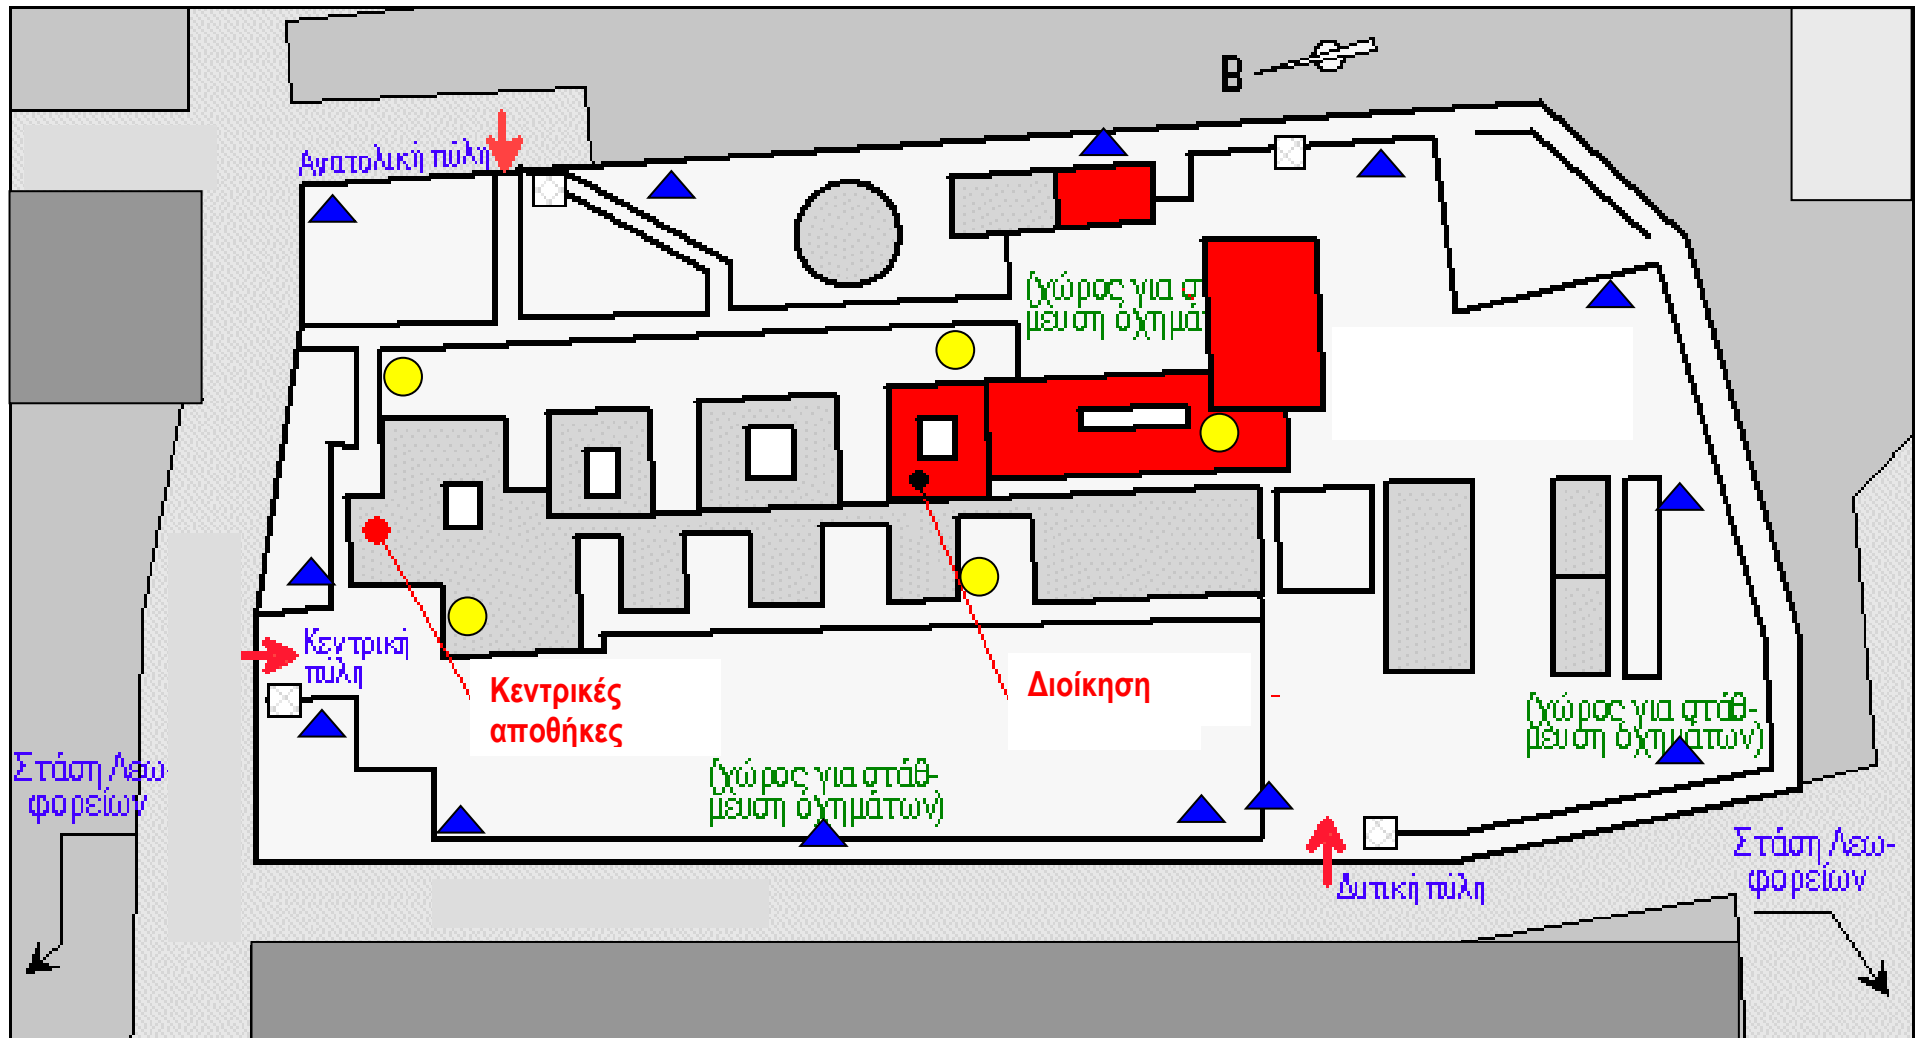 B
Ανατολική πύλη
(χώρος για στ
μευση οχημά
Κεντρική
πύλη
Κεντρικές
αποθήκες
Διοίκηση
(χώρος για στάθ-
μευση οχημάτων)
Στάση Λεω-
φορείων
(χώρος για στάθ-
μευση οχημάτων)
Στάση Λεω-
φορείων
Δυτική πύλη